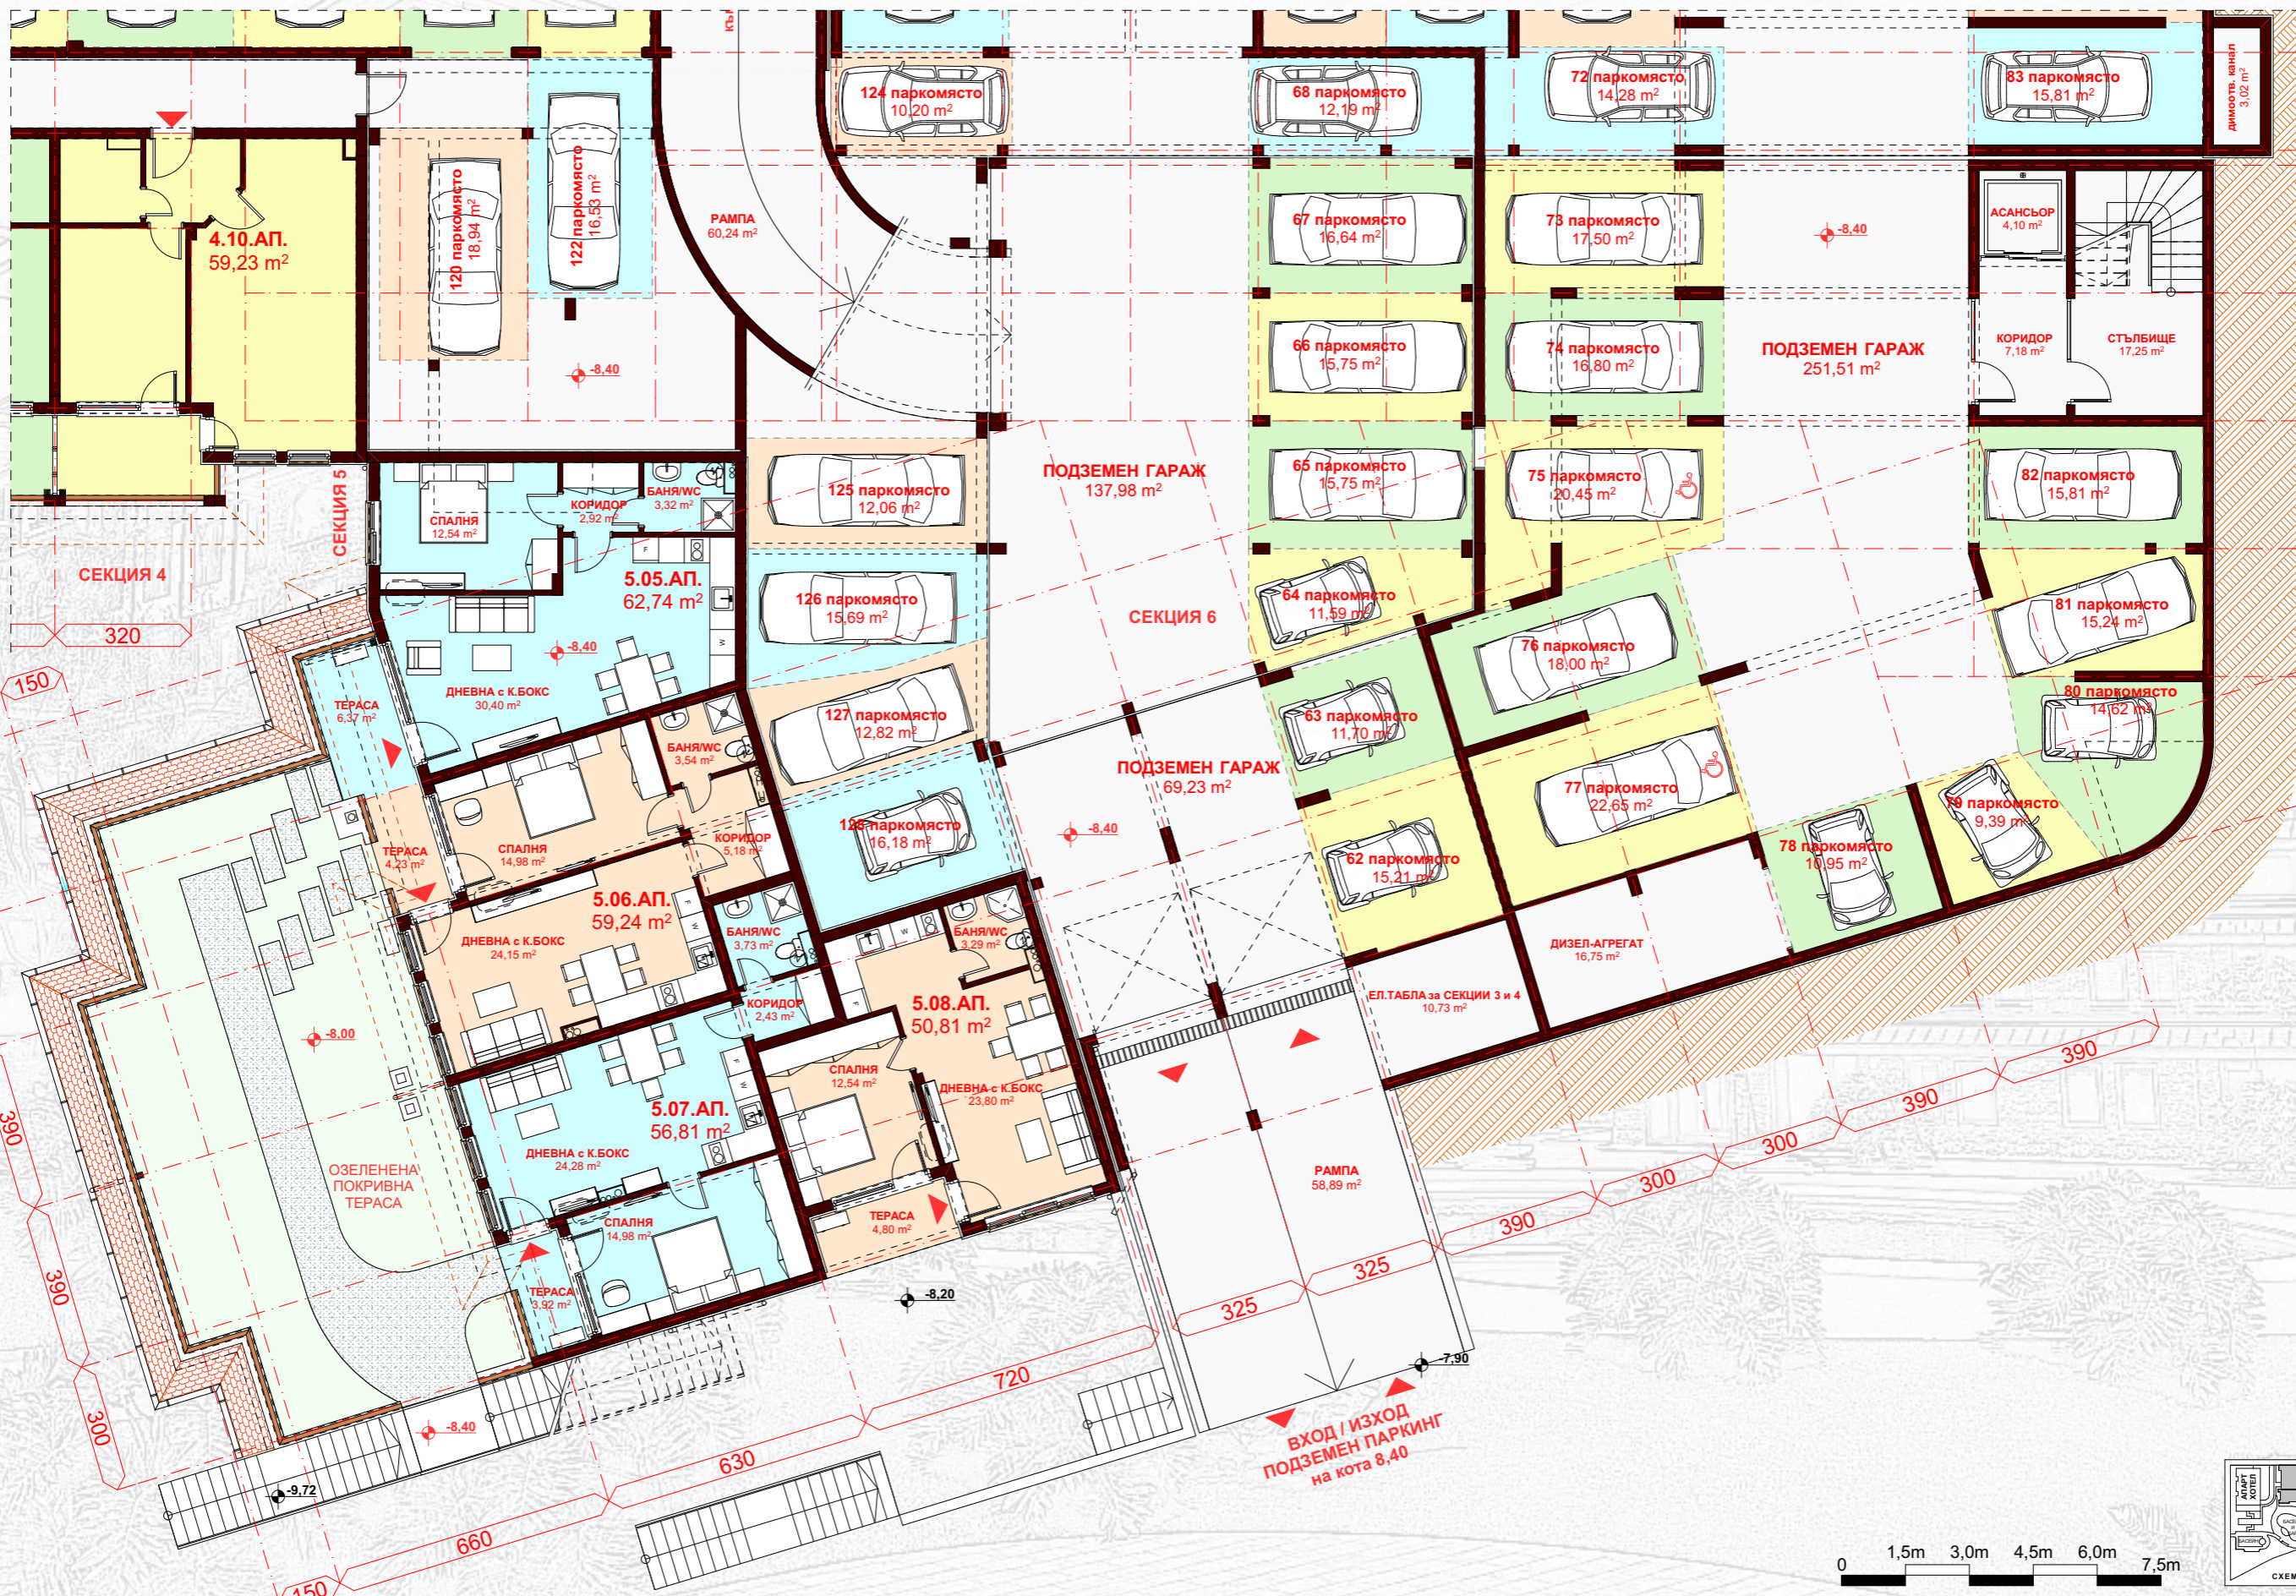 КЪМ
124 паркомясто
10,20 m²
68 паркомясто
12,19 m²
72 паркомясто
14,28 m²
83 паркомясто
15,81 m²
димоотв. канал
3,02 m²
120 паркомясто
18,94 m²
122 паркомясто
16,53 m²
РАМПА
60,24 m²
67 паркомясто
16,64 m²
73 паркомясто
17,50 m²
-8,40
АСАНСЬОР
4,10 m²
4.10.АП.
59,23 m²
66 паркомясто
15,75 m²
74 паркомясто
16,80 m²
ПОДЗЕМЕН ГАРАЖ
251,51 m²
КОРИДОР
7,18 m²
СТЪЛБИЩЕ
17,25 m²
-8,40
СЕКЦИЯ 5
СЕКЦИЯ 4
320
150
СПАЛНЯ
12,54 m²
КОРИДОР
2,92 m²
БАНЯ/WC
3,32 m²
F
W
5.05.АП.
62,74 m²
-8,40
ДНЕВНА с К.БОКС
30,40 m²
ТЕРАСА
6,37 m²
125 паркомясто
12,06 m²
ПОДЗЕМЕН ГАРАЖ
137,98 m²
65 паркомясто
15,75 m²
75 паркомясто
20,45 m²
82 паркомясто
15,81 m²
126 паркомясто
15,69 m²
СЕКЦИЯ 6
64 паркомясто
11,59 m²
76 паркомясто
18,00 m²
81 паркомясто
15,24 m²
127 паркомясто
12,82 m²
63 паркомясто
11,70 m²
80 паркомясто
14,62 m²
ПОДЗЕМЕН ГАРАЖ
69,23 m²
77 паркомясто
22,65 m²
79 паркомясто
9,39 m²
128 паркомясто
16,18 m²
-8,40
62 паркомясто
15,21 m²
78 паркомясто
10,95 m²
БАНЯ/WC
3,54 m²
КОРИДОР
5,18 m²
СПАЛНЯ
14,98 m²
ТЕРАСА
4,23 m²
5.06.АП.
59,24 m²
ДНЕВНА с К.БОКС
24,15 m²
F
W
БАНЯ/WC
3,73 m²
КОРИДОР
2,43 m²
W
F
БАНЯ/WC
3,29 m²
5.08.АП.
50,81 m²
СПАЛНЯ
12,54 m²
ДНЕВНА с К.БОКС
23,80 m²
ТЕРАСА
4,80 m²
ДИЗЕЛ-АГРЕГАТ
16,75 m²
ЕЛ.ТАБЛА за СЕКЦИИ 3 и 4
10,73 m²
-8,00
ОЗЕЛЕНЕНА
ПОКРИВНА
ТЕРАСА
5.07.АП.
56,81 m²
F
W
ДНЕВНА с К.БОКС
24,28 m²
СПАЛНЯ
14,98 m²
ТЕРАСА
3,92 m²
РАМПА
58,89 m²
390
390
300
300
390
325
325
720
630
660
150
390
390
300
-8,20
-7,90
-8,40
-9,72
ВХОД / ИЗХОД
ПОДЗЕМЕН ПАРКИНГ
на кота 8,40
0
1,5m
3,0m
4,5m
6,0m
7,5m
АПАРТ
ХОТЕЛ